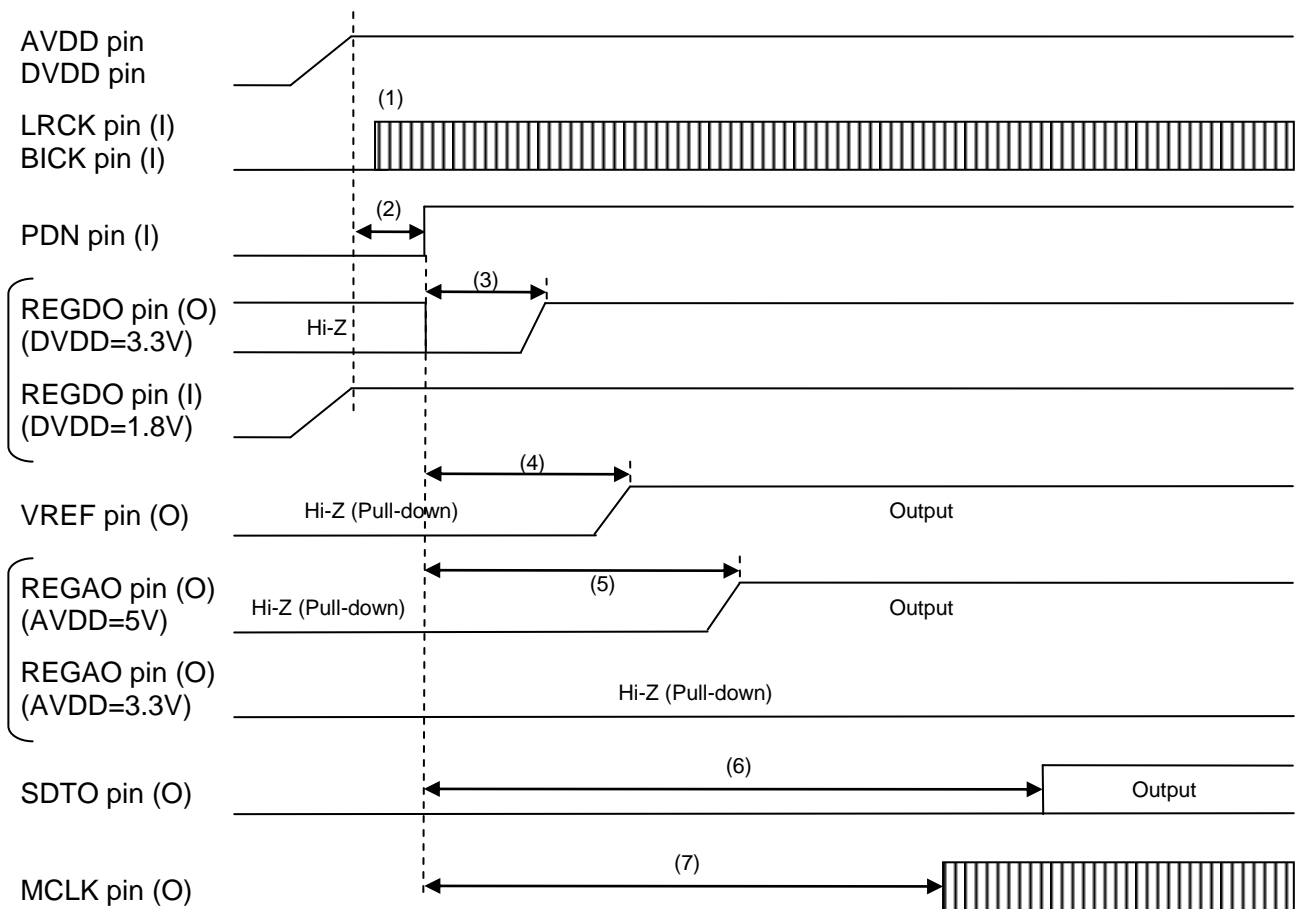 AVDD pin
DVDD pin
(1)
LRCK pin (I)
BICK pin (I)
(2)
PDN pin (I)
(3)
REGDO pin (O)
(DVDD=3.3V)
Hi-Z
REGDO pin (I)
(DVDD=1.8V)
(4)
VREF pin (O)
Hi-Z (Pull-down)
Output
(5)
REGAO pin (O)
(AVDD=5V)
Hi-Z (Pull-down)
Output
REGAO pin (O)
(AVDD=3.3V)
Hi-Z (Pull-down)
(6)
SDTO pin (O)
Output
(7)
MCLK pin (O)